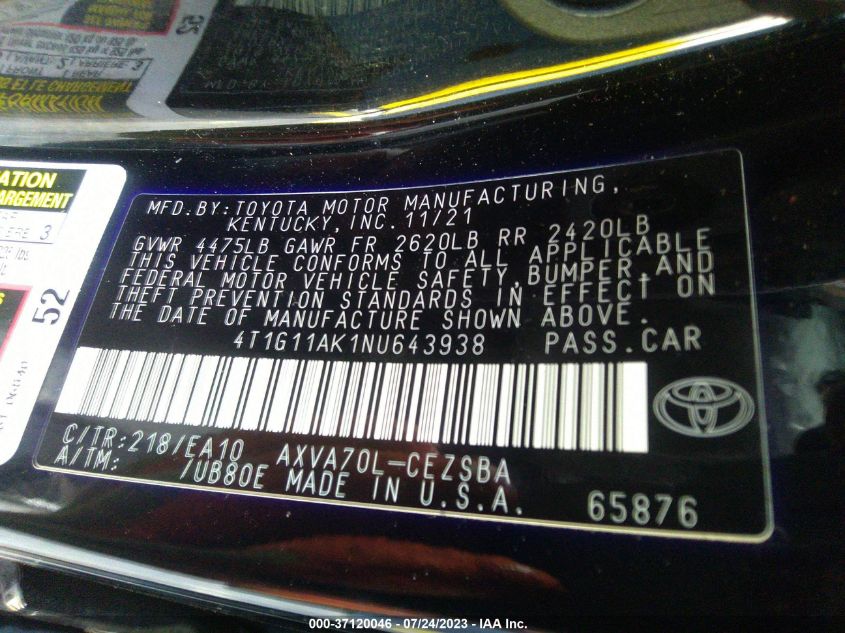 ATION
ARGEMENT
3
52
MFD.BY:TOYOTA MOTOR MANUFACTURING,
KENTUCKY, INC. 11/21
GVWR 4475LB GAWR FR 2620LB RR 2420LB
THIS VEHICLE CONFORMS TO ALL APPLICABLE
FEDERAL MOTOR VEHICLE SAFETY, BUMPER, AND
THEFT PREVENTION STANDARDS IN EFFECT ON
THE DATE OF MANUFACTURE SHOWN ABOVE.
4T1G11AK1NU643938 PASS.CAR
C/TR:218/EA10 AXVA70L-CEZSBA
A/TM: /UB80E MADE IN U.S.A.
65876
000-37120046 - 07/24/2023 - IAA Inc.